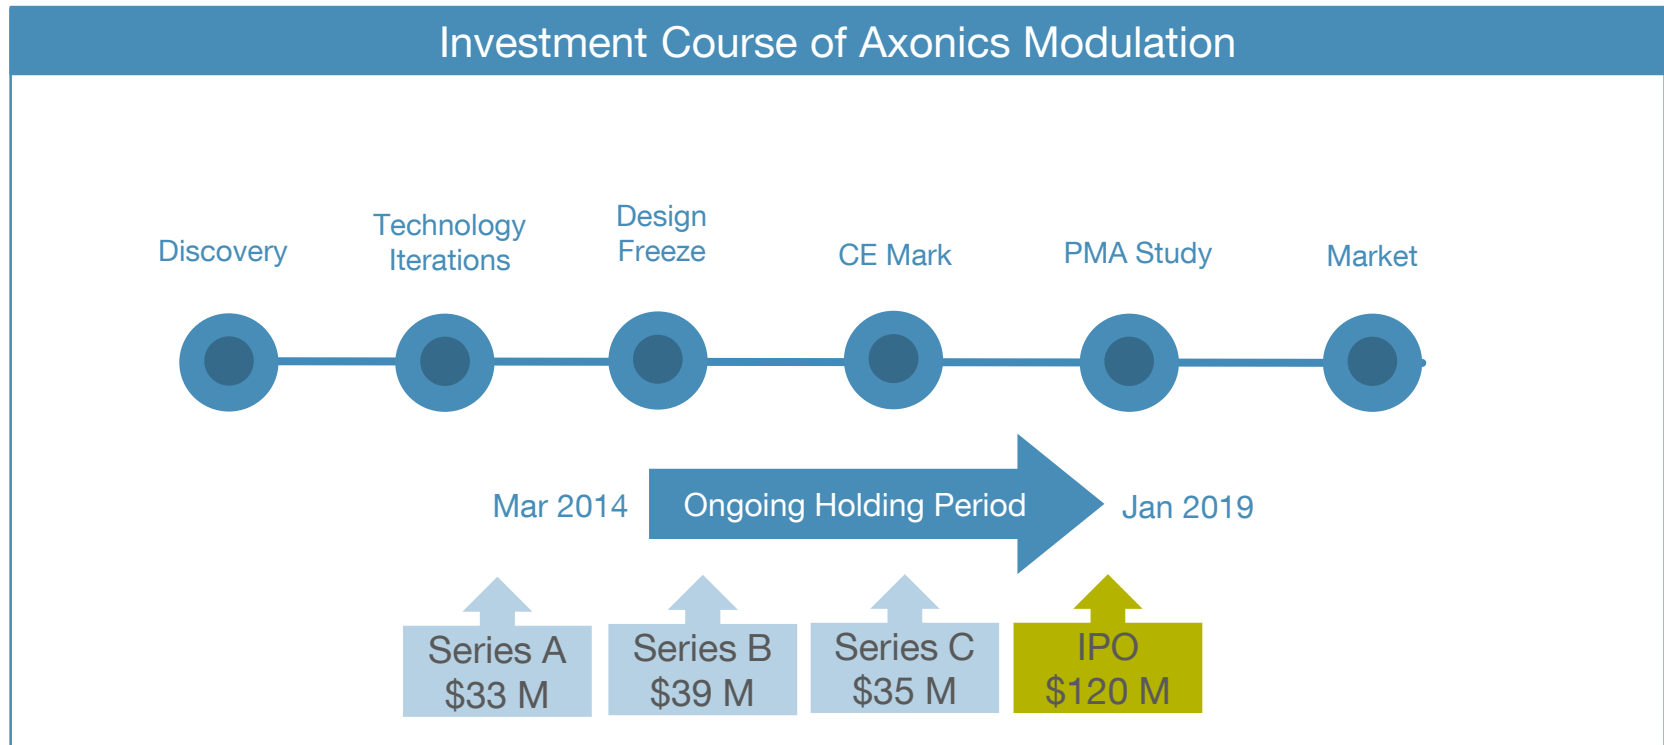 Investment Course of Axonics Modulation
Discovery
Technology
Iterations
Design
Freeze
CE Mark
PMA Study
Market
Mar 2014
Ongoing Holding Period
Jan 2019
Series A
$33 M
Series B
$39 M
Series C
$35 M
IPO
$120 M